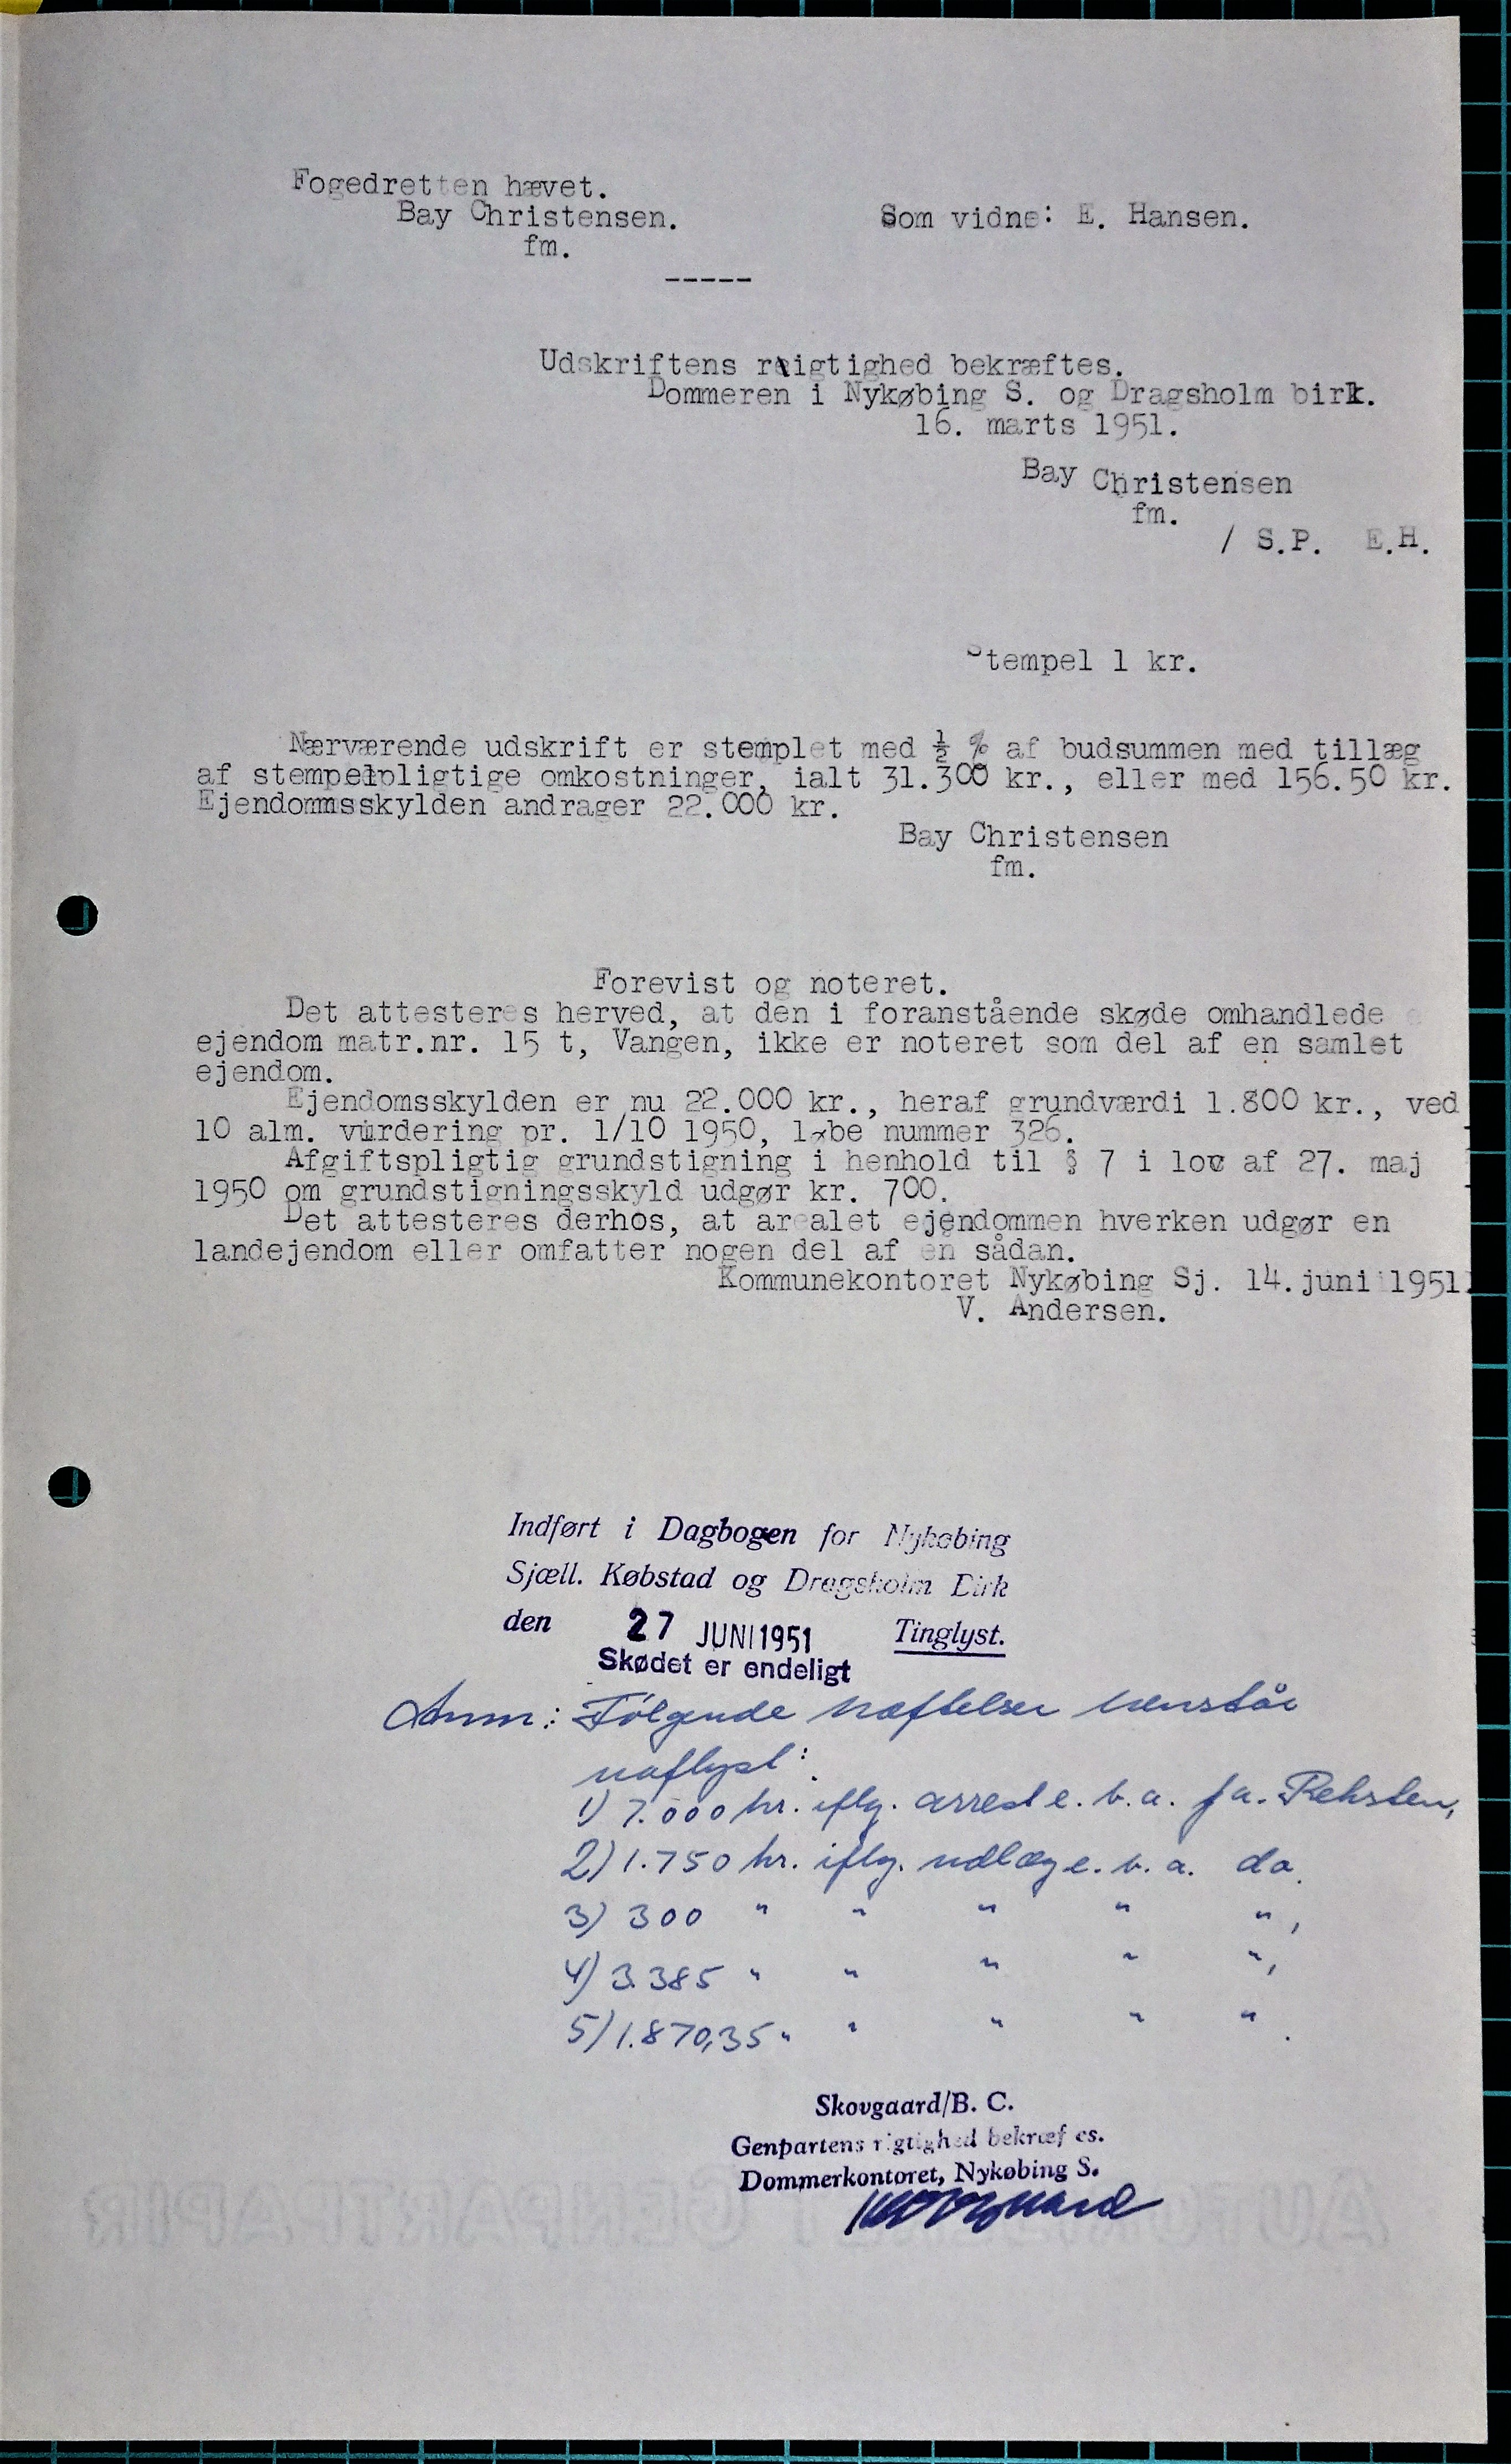 Fogedretten hævet.
Bay Christensen. Som vidne: E. Hansen.
fm.
-----
Udskriftens rigtighed bekræftes.
Dommeren i Nykøbing S. og Dragsholm birk.
16. marts 1951.
Bay Christensen
fm.
/ S.P. E.H.
Stempel 1 kr.
Nærværende udskrift er stemplet med ½ % af budsummen med tillæg
af stempelpligtige omkostninger, ialt 31.300 kr., eller med 156.50 kr.
Ejendommsskylden andrager 22.000 kr.
Bay Christensen
fm.
Forevist og noteret.
Det attesteres herved, at den i foranstående skøde omhandlede
ejendom matr.nr. 15 t, Vangen, ikke er noteret som del af en samlet
ejendom.
Ejendomsskylden er nu 22.000 kr., heraf grundværdi 1.800 kr., ved
10 alm. vurdering pr. 1/10 1950, løbe nummer 326.
Afgiftspligtig grundstigning i henhold til § 7 i lov af 27. maj
1950 om grundstigningsskyld udgør kr. 700.
Det attesteres derhos, at arealet ejendommen hverken udgør en
landejendom eller omfatter nogen del af en sådan.
Kommunekontoret Nykøbing Sj. 14.juni 1951.
V. Andersen.
Indført i Dagbogen for Nykøbing
Sjæll. Købstad og Dragsholm Birk
den 27 JUNI 1951 Tinglyst.
Skødet er endeligt
Anm: Følgende hæftelser henstår
uaflyst:
1) 7.000 kr. iflg. arrest e. b. a. fa. Reksten,
2) 1.750 kr. iflg. udlæg e. b. a. do.
3) 300 " " " " ",
4) 3.385 " " " " ",
5) 1.870,35 " " " " ".
Skovgaard/B. C.
Genpartens rigtighed bekræftes.
Dommerkontoret, Nykøbing S.
GENPARTPAPIR